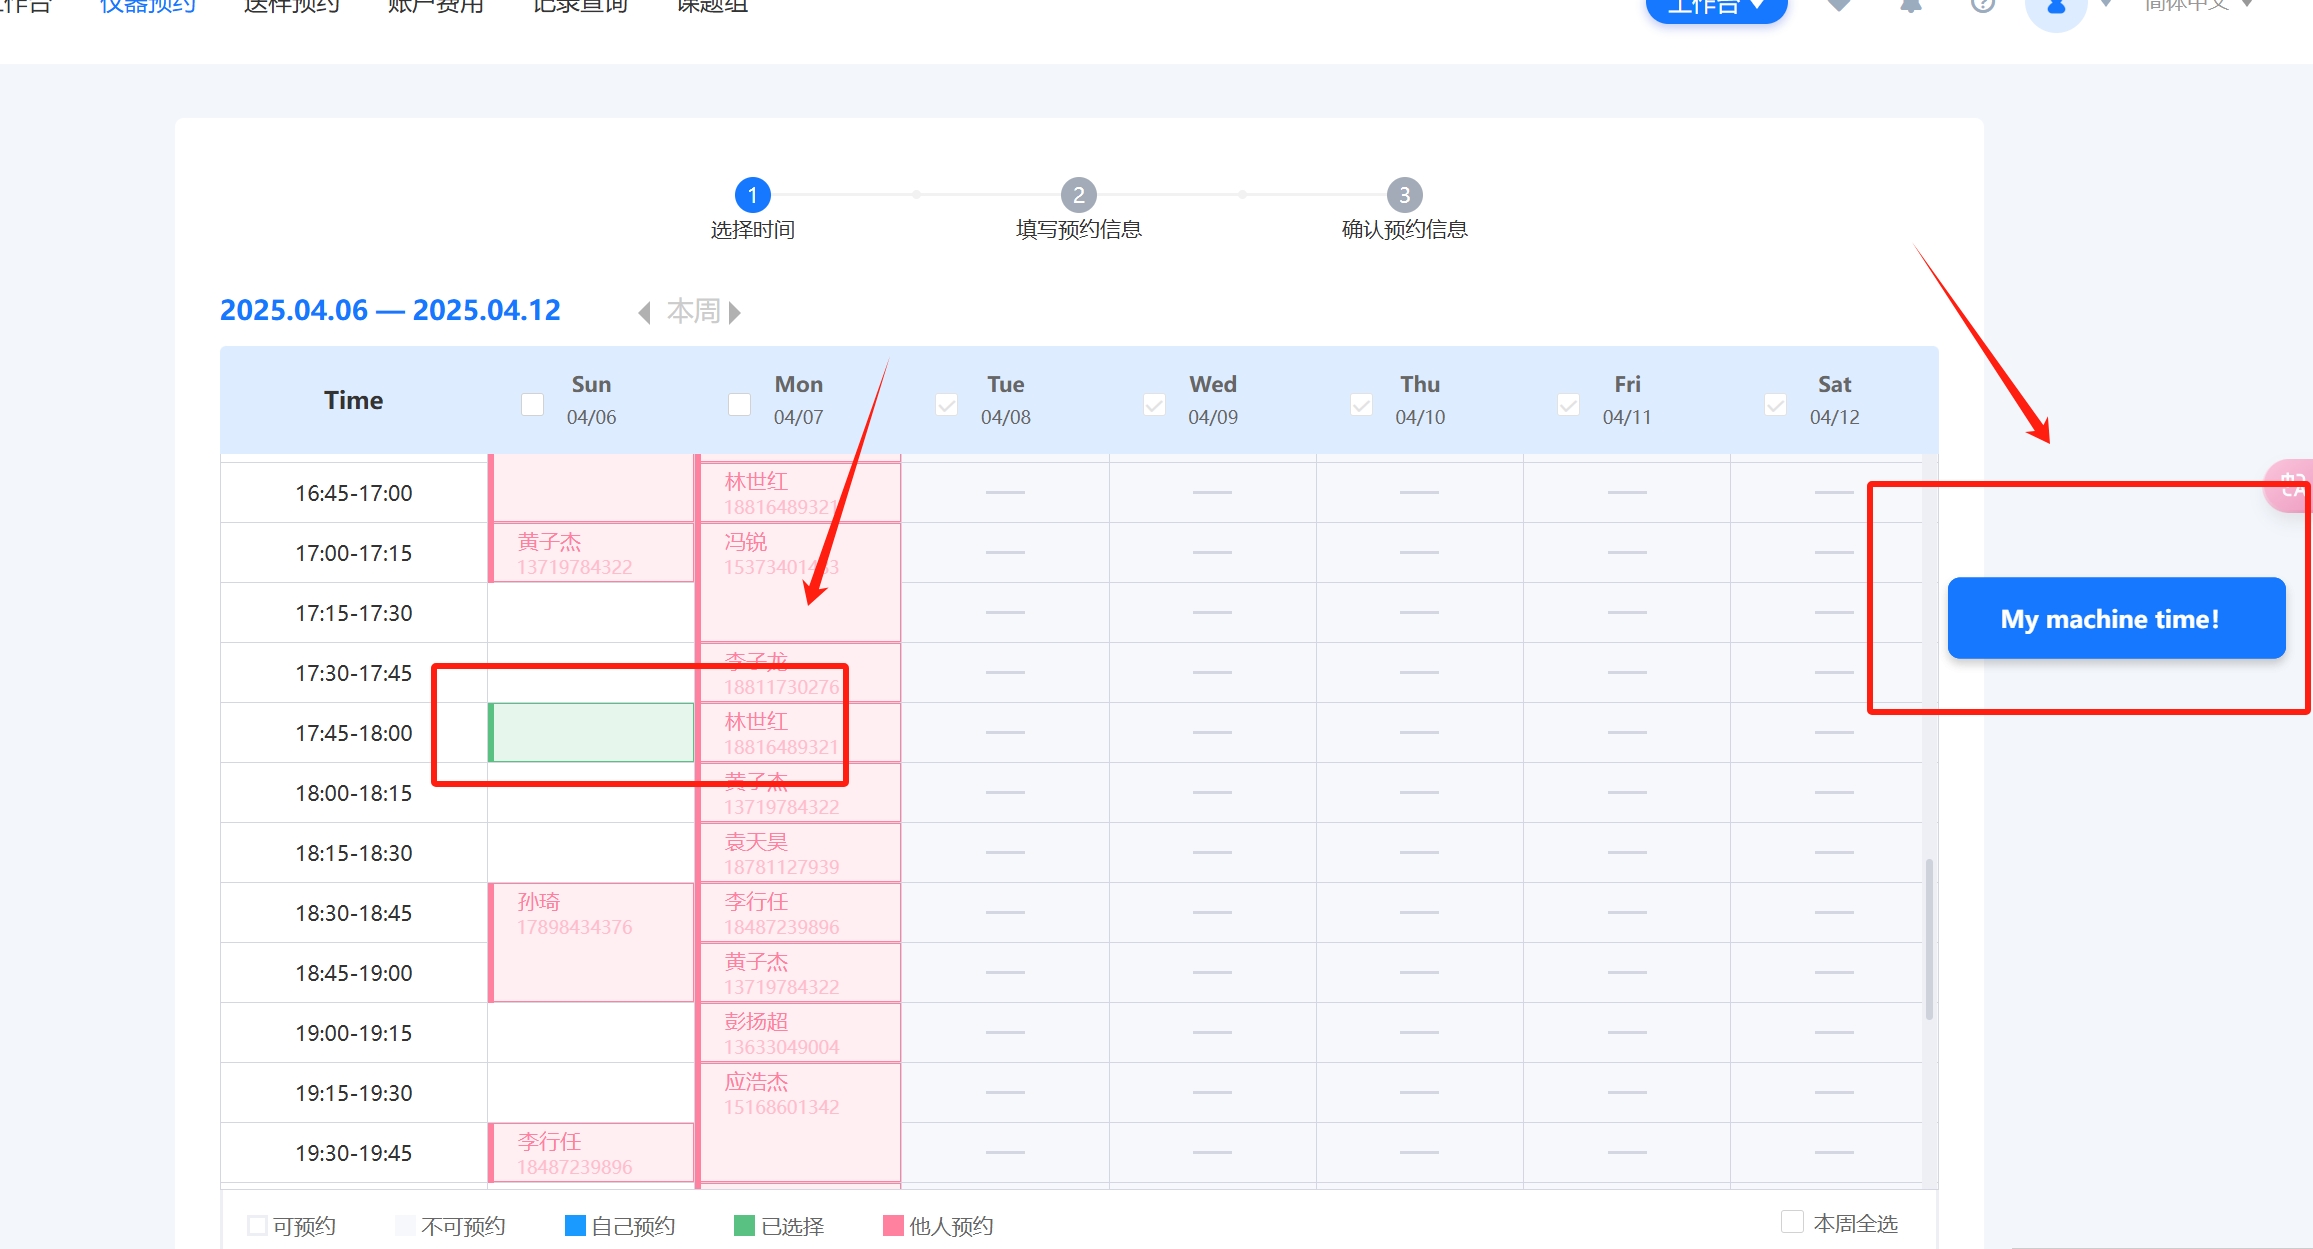 工作台 仪器预约 送样预约 账户费用 记录查询 课题组 工作台 简体中文
1 2 3
选择时间 填写预约信息 确认预约信息
2025.04.06 — 2025.04.12 本周
Time Sun 04/06 Mon 04/07 Tue 04/08 Wed 04/09 Thu 04/10 Fri 04/11 Sat 04/12
16:45-17:00 林世红
18816489321
17:00-17:15 黄子杰 冯锐
13719784322
17:15-17:30
My machine time!
17:30-17:45 李子龙
18811730276
17:45-18:00 林世红
18816489321
18:00-18:15 黄子杰
13719784322
18:15-18:30 袁天昊
18781127939
18:30-18:45 孙琦 李行任
17898434376 18487239896
18:45-19:00 黄子杰
13719784322
19:00-19:15 彭扬超
13633049004
19:15-19:30 应浩杰
15168601342
19:30-19:45 李行任
18487239896
可预约 不可预约 自己预约 已选择 他人预约 本周全选